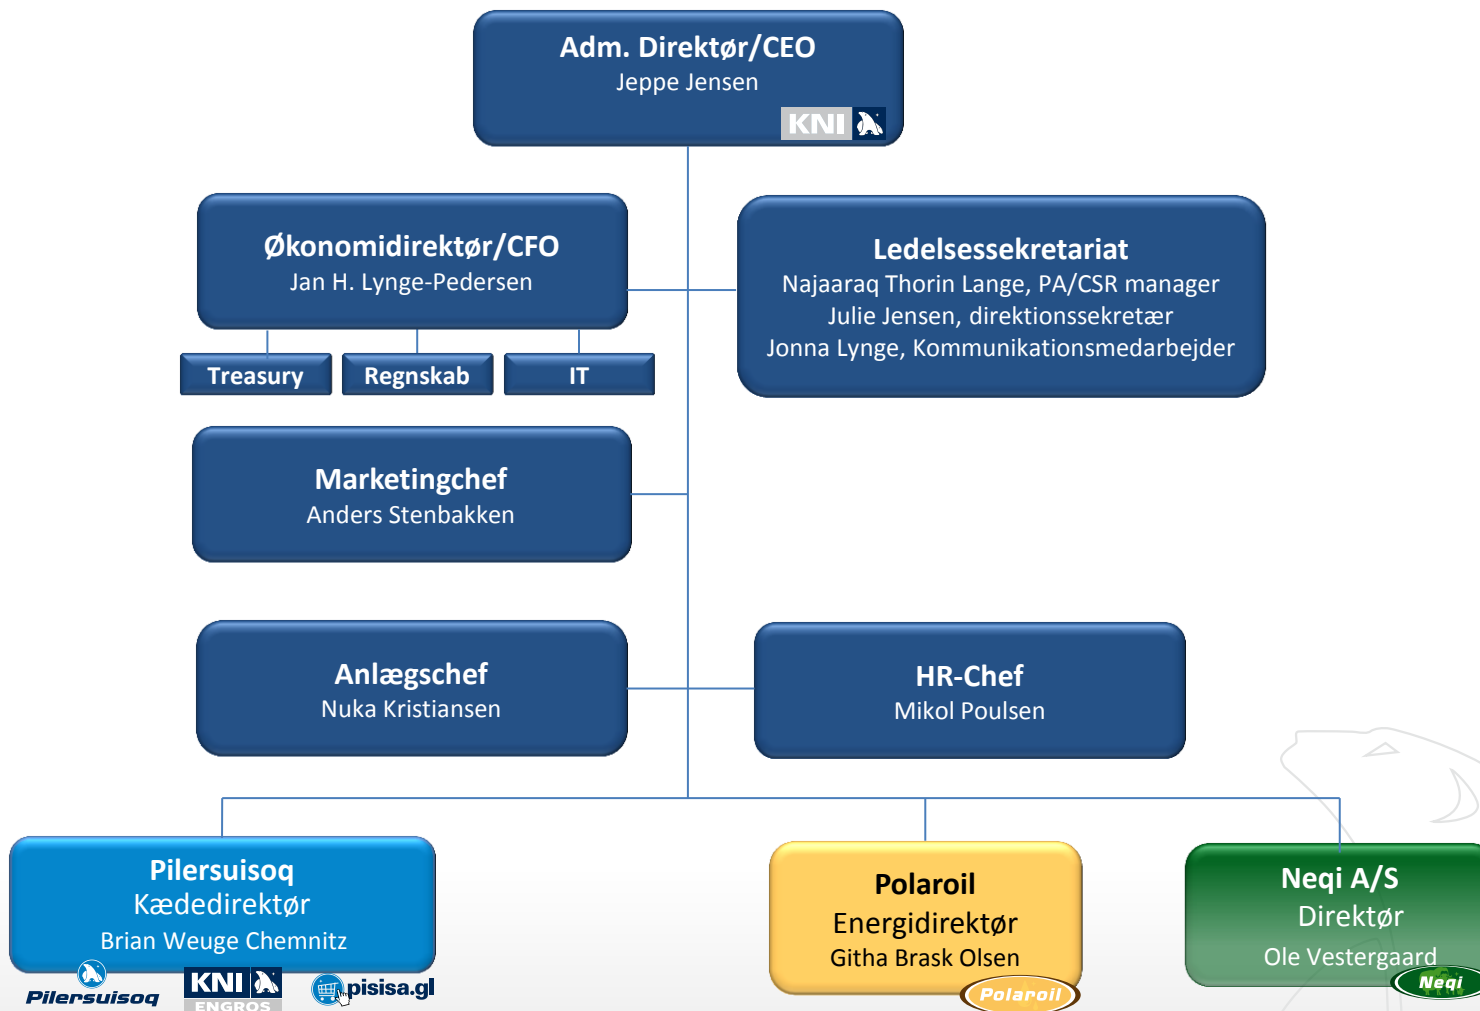 Adm. Direktør/CEO
Jeppe Jensen
KNI
Økonomidirektør/CFO
Jan H. Lynge-Pedersen
Treasury
Regnskab
IT
Ledelsessekretariat
Najaaraq Thorin Lange, PA/CSR manager
Julie Jensen, direktionssekretær
Jonna Lynge, Kommunikationsmedarbejder
Marketingchef
Anders Stenbakken
Anlægschef
Nuka Kristiansen
HR-Chef
Mikol Poulsen
Pilersuisoq
Kædedirektør
Brian Weuge Chemnitz
Pilersuisoq
KNI
ENGROS
pisisa.gl
Polaroil
Energidirektør
Githa Brask Olsen
Polaroil
Neqi A/S
Direktør
Ole Vestergaard
Neqi